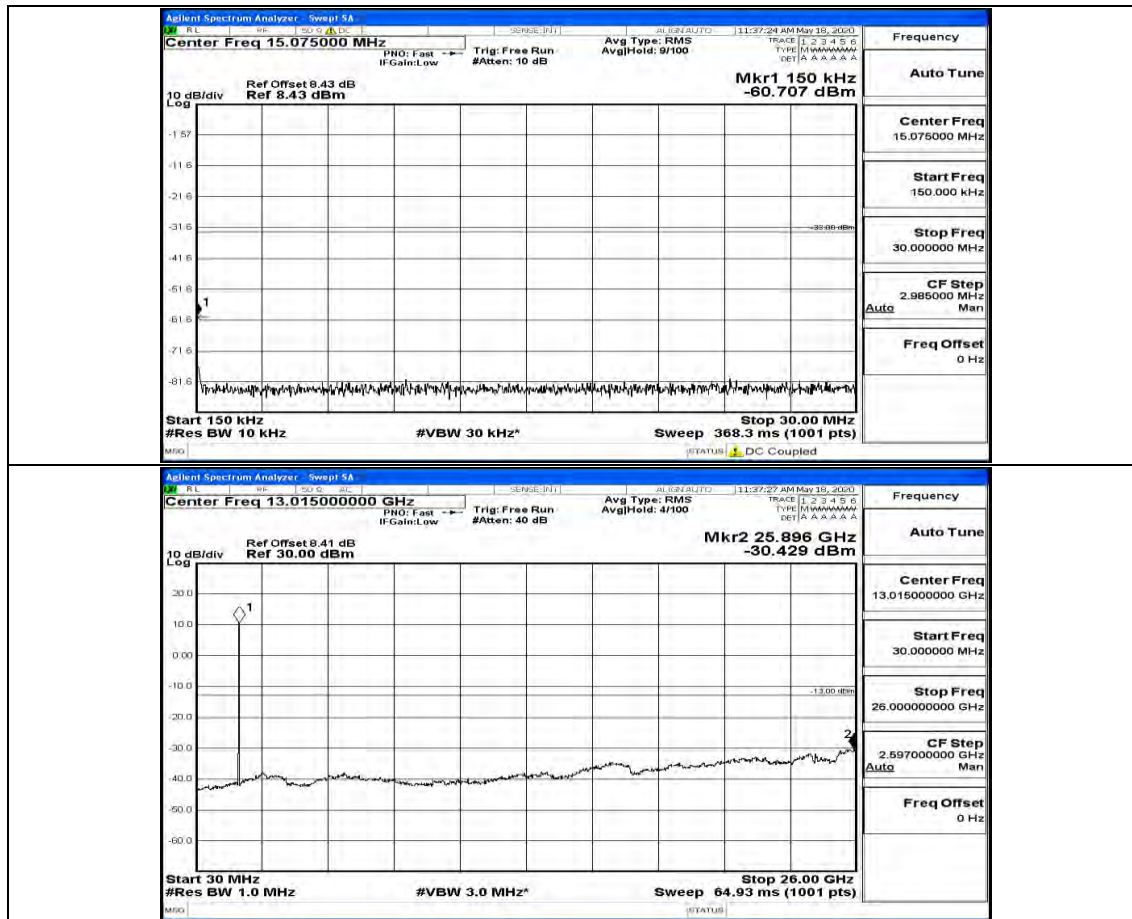 Agilent Spectrum Analyzer - Swept SA
RL RF 50 Ω DC SENSE:INT ALIGN AUTO 11:37:24 AM May 18, 2020
Center Freq 15.075000 MHz
PNO: Fast
IFGain:Low
Trig: Free Run
#Atten: 10 dB
Avg Type: RMS
Avg|Hold: 9/100
TRACE 1 2 3 4 5 6
TYPE MWWWWW
DET A A A A A A
Mkr1 150 kHz
-60.707 dBm
Ref Offset 8.43 dB
10 dB/div Ref 8.43 dBm
Log
-1.57
-11.6
-21.6
-31.6
-33.00 dBm
-41.6
-51.6
1
-61.6
-71.6
-81.6
Start 150 kHz Stop 30.00 MHz
#Res BW 10 kHz #VBW 30 kHz* Sweep 368.3 ms (1001 pts)
MSG STATUS DC Coupled
Frequency
Auto Tune
Center Freq
15.075000 MHz
Start Freq
150.000 kHz
Stop Freq
30.000000 MHz
CF Step
2.985000 MHz
Auto Man
Freq Offset
0 Hz
Agilent Spectrum Analyzer - Swept SA
RL RF 50 Ω AC SENSE:INT ALIGN AUTO 11:37:27 AM May 18, 2020
Center Freq 13.015000000 GHz
PNO: Fast
IFGain:Low
Trig: Free Run
#Atten: 40 dB
Avg Type: RMS
Avg|Hold: 4/100
TRACE 1 2 3 4 5 6
TYPE MWWWWW
DET A A A A A A
Mkr2 25.896 GHz
-30.429 dBm
Ref Offset 8.41 dB
10 dB/div Ref 30.00 dBm
Log
20.0
1
10.0
0.00
-10.0
-13.00 dBm
-20.0
2
-30.0
-40.0
-50.0
-60.0
Start 30 MHz Stop 26.00 GHz
#Res BW 1.0 MHz #VBW 3.0 MHz* Sweep 64.93 ms (1001 pts)
MSG STATUS
Frequency
Auto Tune
Center Freq
13.015000000 GHz
Start Freq
30.000000 MHz
Stop Freq
26.000000000 GHz
CF Step
2.597000000 GHz
Auto Man
Freq Offset
0 Hz